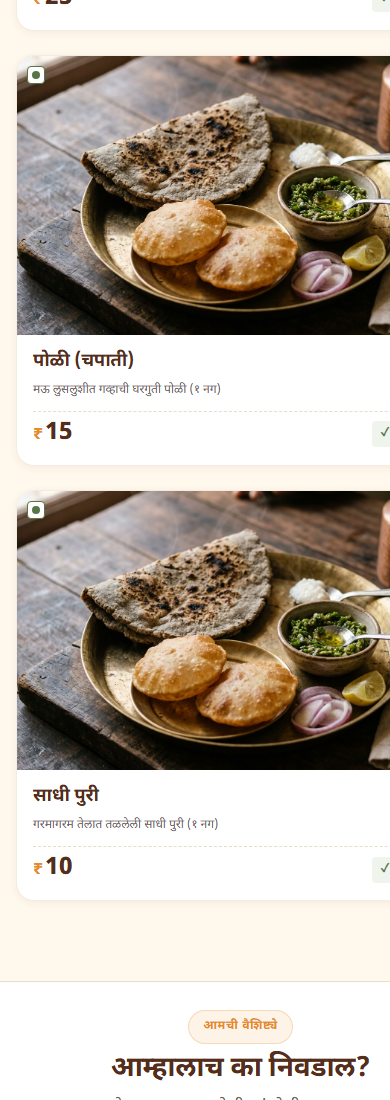 पोळी (चपाती)
मऊ लुसलुशीत गव्हाची घरगुती पोळी (१ नग)
₹15
साधी पुरी
गरमागरम तेलात तळलेली साधी पुरी (१ नग)
₹10
आमची वैशिष्ट्ये
आम्हालाच का निवडाल?